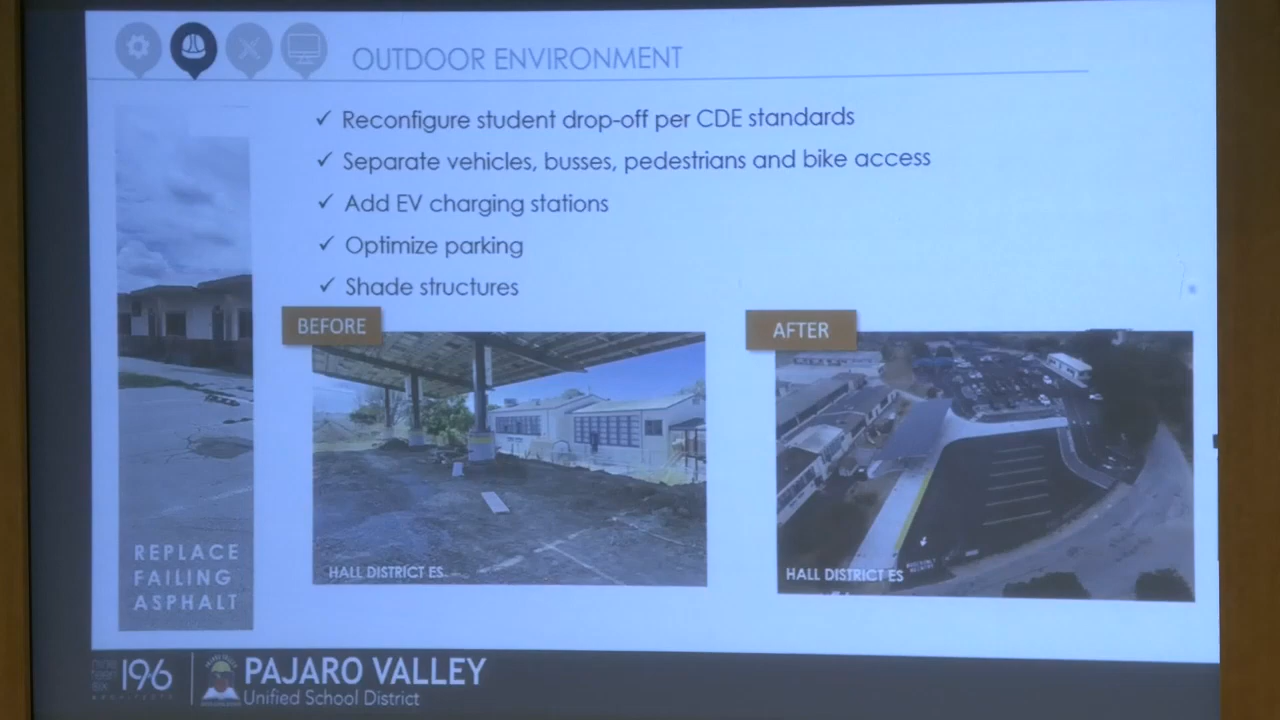 OUTDOOR ENVIRONMENT
✓ Reconfigure student drop-off per CDE standards
✓ Separate vehicles, busses, pedestrians and bike access
✓ Add EV charging stations
✓ Optimize parking
✓ Shade structures
BEFORE
AFTER
REPLACE
FAILING
ASPHALT
HALL DISTRICT ES
HALL DISTRICT ES
196
ARCHITECTS
PAJARO VALLEY
Unified School District